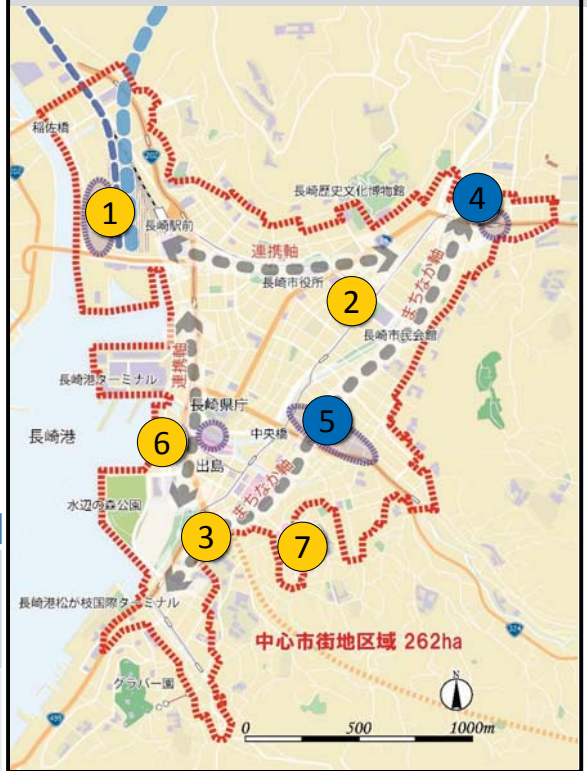 稲佐橋
202
202
1
長崎駅前
長崎歴史文化博物館
4
連携軸
長崎市役所
2
まちなか軸
長崎市民会館
連携軸
長崎港ターミナル
長崎県庁
長崎港
6
中央橋
5
出島
まちなか軸
水辺の森公園
3
7
長崎港松が枝国際ターミナル
324
中心市街地区域 262ha
グラバー園
N
499
0 500 1000m